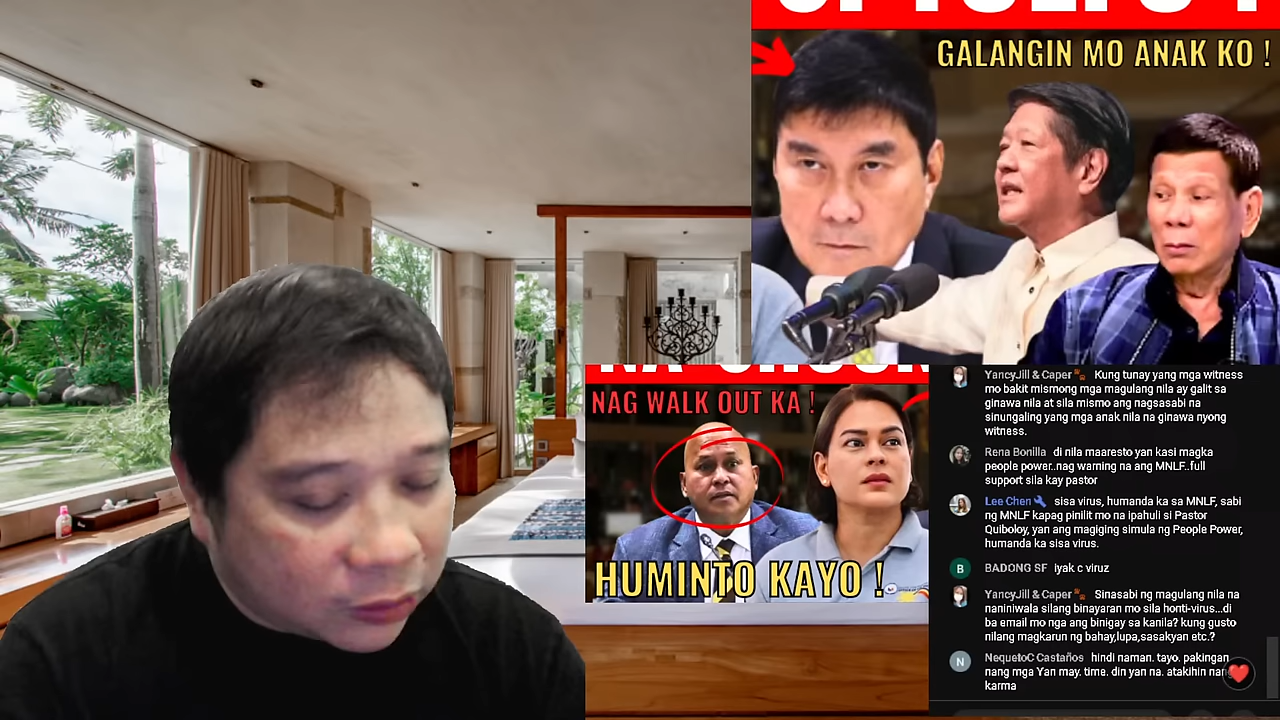 GALANGIN MO ANAK KO !
NAG WALK OUT KA !
HUMINTO KAYO !
YancyJill & Caper Kung tunay yang mga witness
mo bakit mismong mga magulang nila ay galit sa
ginawa nila at sila mismo ang nagsasabi na
sinungaling yang mga anak nila na ginawa nyong
witness.
Rena Bonilla di nila maaresto yan kasi magka
people power..nag warning na ang MNLF..full
support sila kay pastor
Lee Chen sisa virus, humanda ka sa MNLF, sabi
ng MNLF kapag pinilit mo na ipahuli si Pastor
Quiboloy, yan ang magiging simula ng People Power,
humanda ka sisa virus.
B BADONG SF iyak c viruz
YancyJill & Caper Sinasabi ng magulang nila na
naniniwala silang binayaran mo sila honti-virus...di
ba email mo nga ang binigay sa kanila? kung gusto
nilang magkarun ng bahay,lupa,sasakyan etc.?
N NequetoC Castaños hindi naman. tayo. pakingan
nang mga Yan may. time. din yan na. atakihin nang
karma